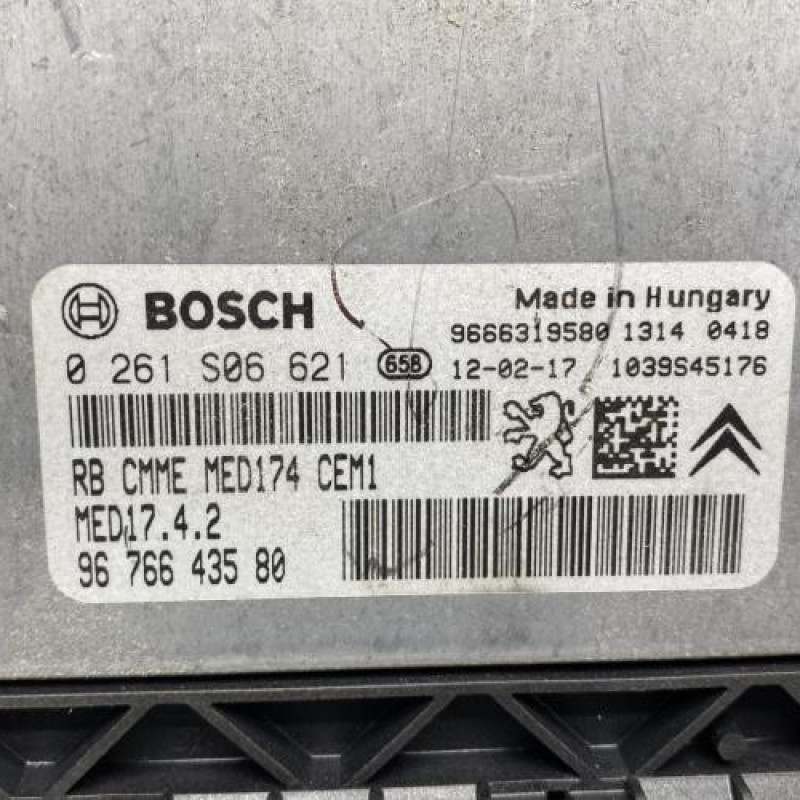 BOSCH
Made in Hungary
9666319580 1314 0418
0 261 S06 621 658 12-02-17 1039S45176
RB CMME MED174 CEM1
MED17.4.2
96 766 435 80